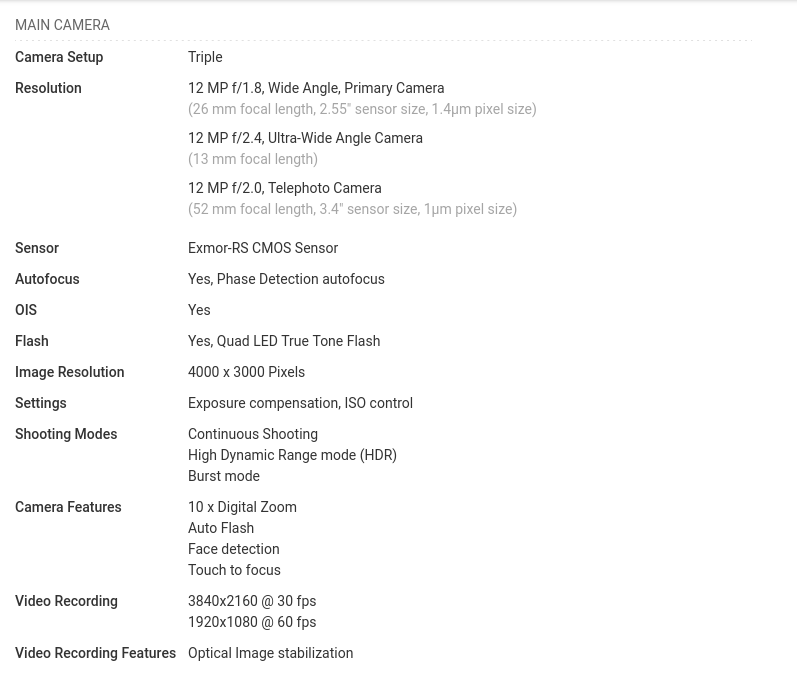 MAIN CAMERA
Camera Setup Triple
Resolution 12 MP f/1.8, Wide Angle, Primary Camera
(26 mm focal length, 2.55" sensor size, 1.4µm pixel size)
12 MP f/2.4, Ultra-Wide Angle Camera
(13 mm focal length)
12 MP f/2.0, Telephoto Camera
(52 mm focal length, 3.4" sensor size, 1µm pixel size)
Sensor Exmor-RS CMOS Sensor
Autofocus Yes, Phase Detection autofocus
OIS Yes
Flash Yes, Quad LED True Tone Flash
Image Resolution 4000 x 3000 Pixels
Settings Exposure compensation, ISO control
Shooting Modes Continuous Shooting
High Dynamic Range mode (HDR)
Burst mode
Camera Features 10 x Digital Zoom
Auto Flash
Face detection
Touch to focus
Video Recording 3840x2160 @ 30 fps
1920x1080 @ 60 fps
Video Recording Features Optical Image stabilization